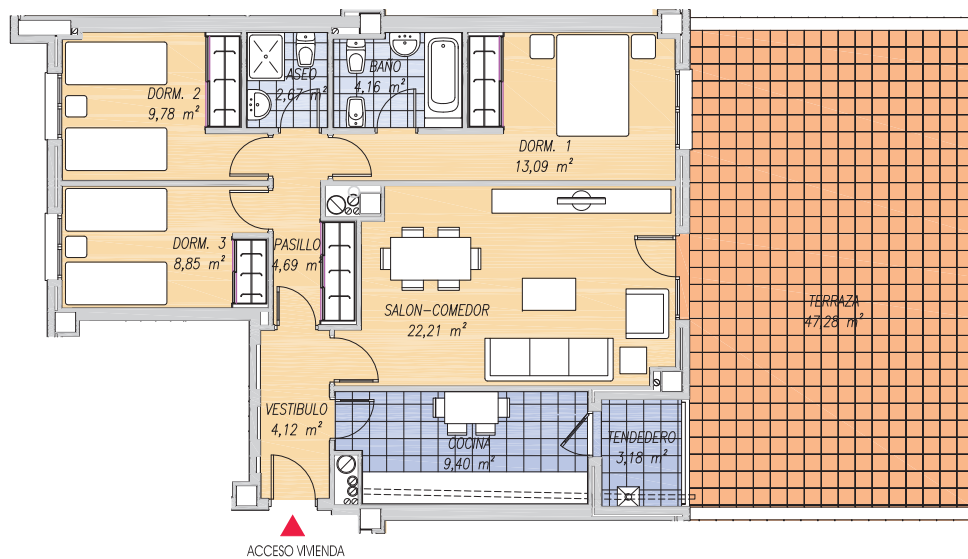 DORM. 2
9,78 m²
ASEO
2,67 m²
BAÑO
4,16 m²
DORM. 1
13,09 m²
DORM. 3
8,85 m²
PASILLO
4,69 m²
SALON-COMEDOR
22,21 m²
TERRAZA
47,28 m²
VESTIBULO
4,12 m²
COCINA
9,40 m²
TENDEDERO
3,18 m²
ACCESO VIVIENDA